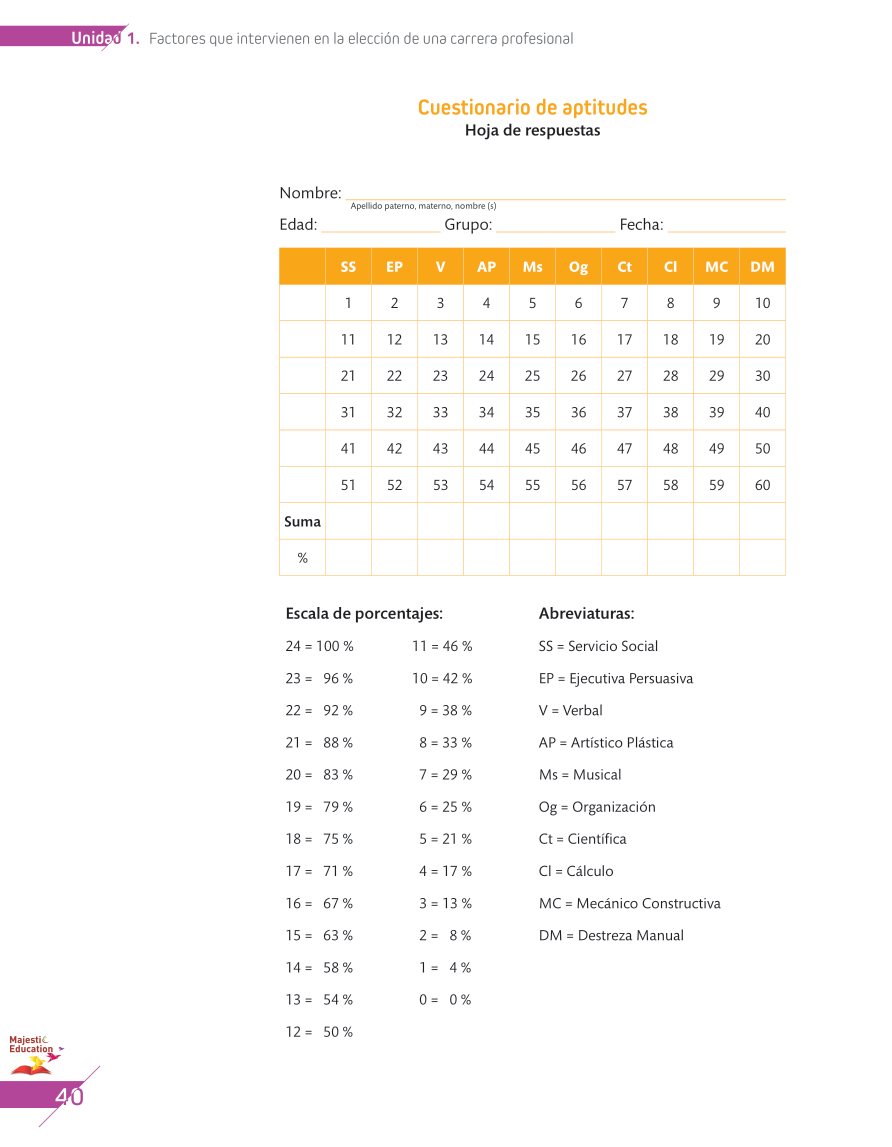 Unidad 1. Factores que intervienen en la elección de una carrera profesional
Cuestionario de aptitudes
Hoja de respuestas
Nombre:
Apellido paterno, materno, nombre (s)
Edad: Grupo: Fecha:
SS EP V AP Ms Og Ct Cl MC DM
1 2 3 4 5 6 7 8 9 10
11 12 13 14 15 16 17 18 19 20
21 22 23 24 25 26 27 28 29 30
31 32 33 34 35 36 37 38 39 40
41 42 43 44 45 46 47 48 49 50
51 52 53 54 55 56 57 58 59 60
Suma
%
Escala de porcentajes:
24 = 100 % 11 = 46 %
23 = 96 % 10 = 42 %
22 = 92 % 9 = 38 %
21 = 88 % 8 = 33 %
20 = 83 % 7 = 29 %
19 = 79 % 6 = 25 %
18 = 75 % 5 = 21 %
17 = 71 % 4 = 17 %
16 = 67 % 3 = 13 %
15 = 63 % 2 = 8 %
14 = 58 % 1 = 4 %
13 = 54 % 0 = 0 %
12 = 50 %
Abreviaturas:
SS = Servicio Social
EP = Ejecutiva Persuasiva
V = Verbal
AP = Artístico Plástica
Ms = Musical
Og = Organización
Ct = Científica
Cl = Cálculo
MC = Mecánico Constructiva
DM = Destreza Manual
Majestic
Education
40